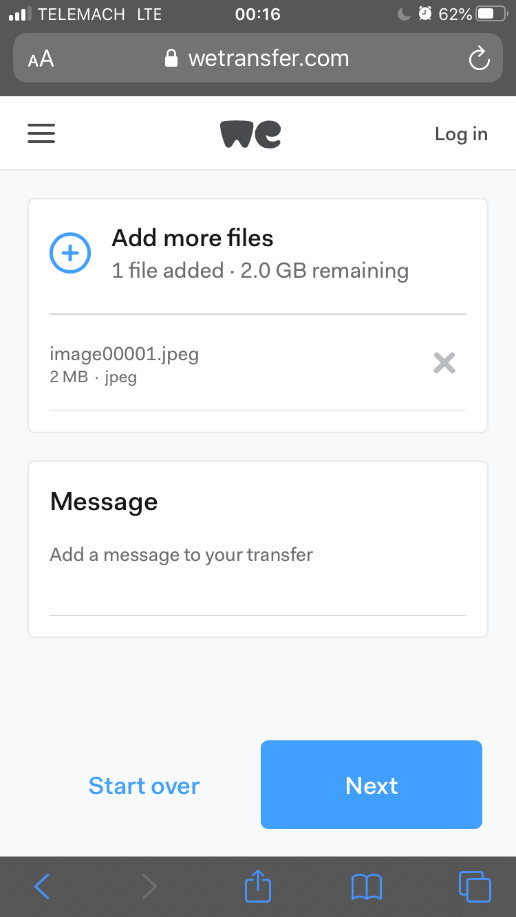 TELEMACH LTE 00:16 62%
AA wetransfer.com
we Log in
Add more files
1 file added · 2.0 GB remaining
image00001.jpeg
2 MB · jpeg
Message
Add a message to your transfer
Start over Next